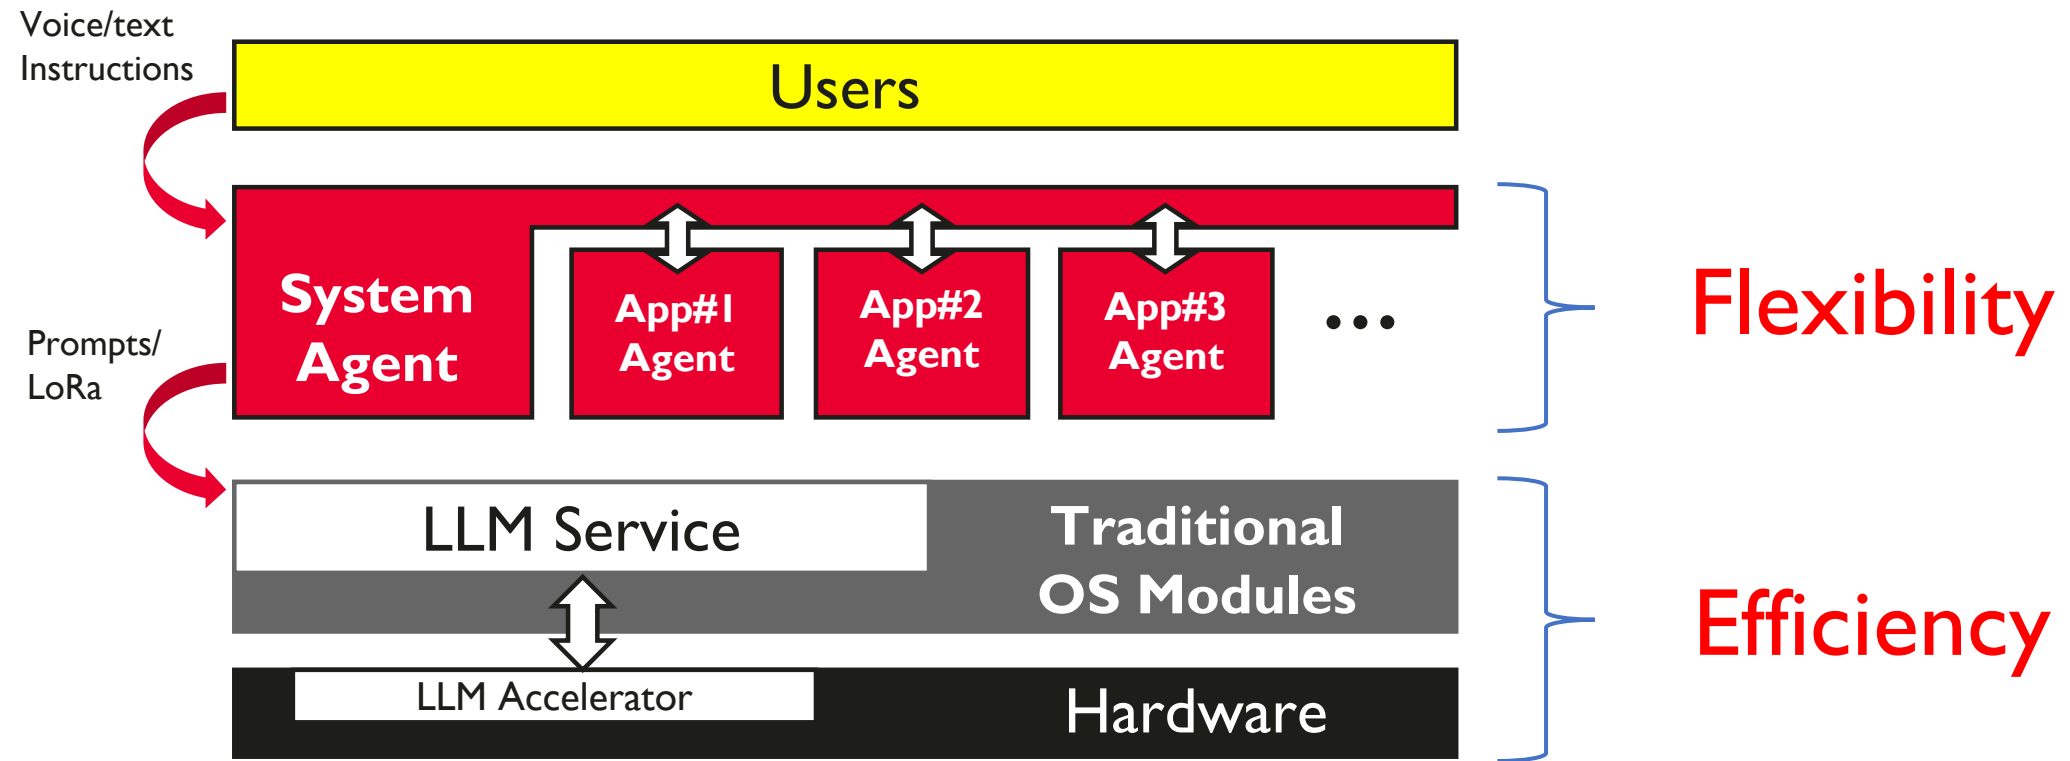 Voice/text
Instructions
Users
System
Agent
App#1
Agent
App#2
Agent
App#3
Agent
...
Flexibility
Prompts/
LoRa
LLM Service
Traditional
OS Modules
Efficiency
LLM Accelerator
Hardware